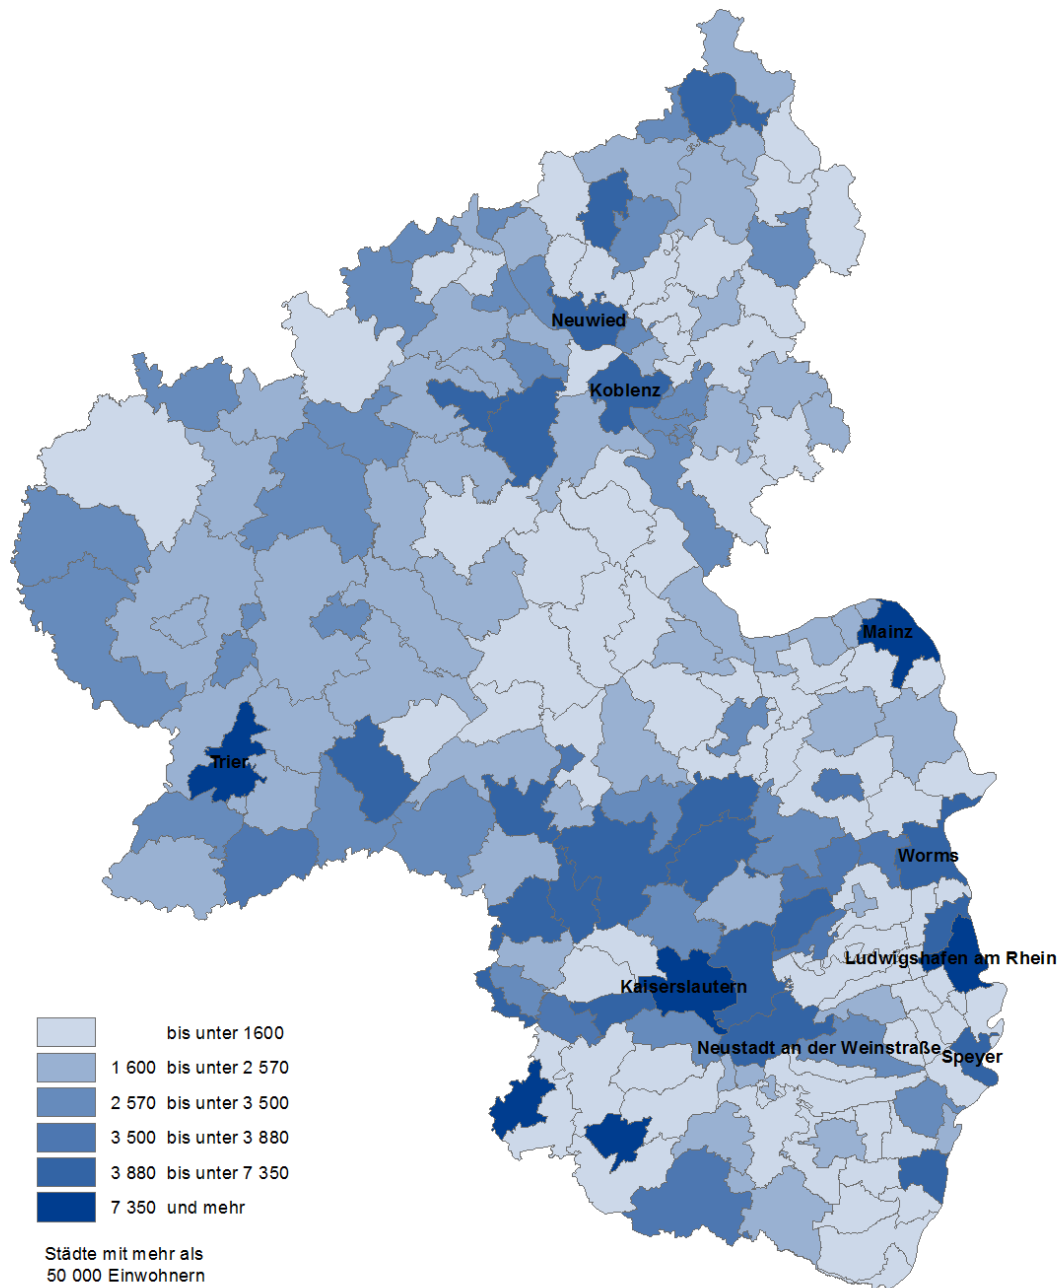 Neuwied
Koblenz
Mainz
Trier
Worms
Ludwigshafen am Rhein
Kaiserslautern
Neustadt an der Weinstraße
Speyer
bis unter 1600
1 600 bis unter 2 570
2 570 bis unter 3 500
3 500 bis unter 3 880
3 880 bis unter 7 350
7 350 und mehr
Städte mit mehr als
50 000 Einwohnern